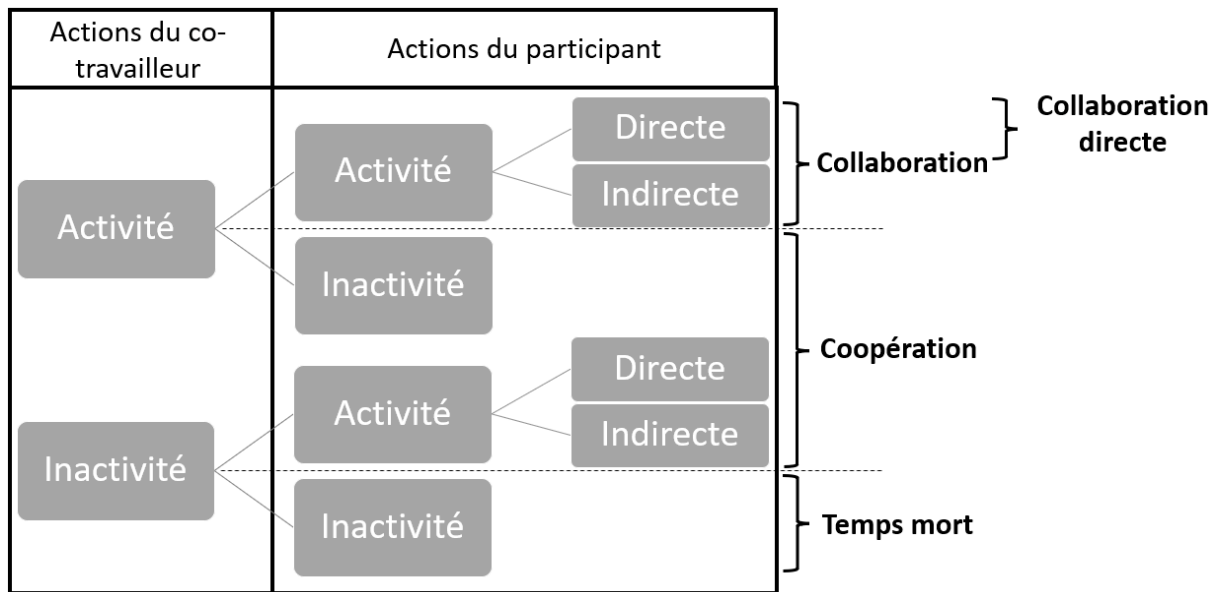 Actions du co-
travailleur
Actions du participant
Activité
Activité
Directe
Indirecte
Inactivité
Inactivité
Activité
Directe
Indirecte
Inactivité
Collaboration
Collaboration
directe
Coopération
Temps mort